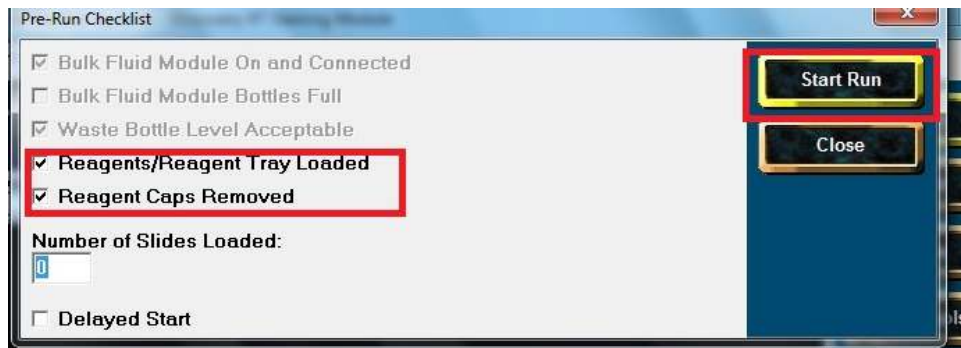 Pre-Run Checklist
Bulk Fluid Module On and Connected
Bulk Fluid Module Bottles Full
Waste Bottle Level Acceptable
Reagents/Reagent Tray Loaded
Reagent Caps Removed
Number of Slides Loaded:
0
Delayed Start
Start Run
Close